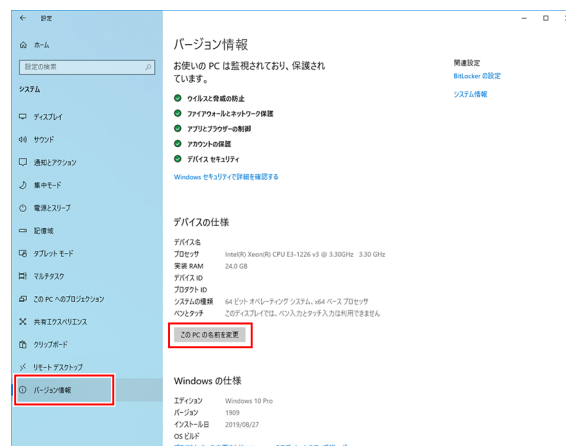 設定
ホーム
設定の検索
システム
ディスプレイ
サウンド
通知とアクション
集中モード
電源とスリープ
記憶域
タブレット モード
マルチタスク
この PC へのプロジェクション
共有エクスペリエンス
クリップボード
リモート デスクトップ
バージョン情報
バージョン情報
お使いの PC は監視されており、保護され
ています。
ウイルスと脅威の防止
ファイアウォールとネットワーク保護
アプリとブラウザーの制御
アカウントの保護
デバイス セキュリティ
Windows セキュリティで詳細を確認する
デバイスの仕様
デバイス名
プロセッサ Intel(R) Xeon(R) CPU E3-1226 v3 @ 3.30GHz 3.30 GHz
実装 RAM 24.0 GB
デバイス ID
プロダクト ID
システムの種類 64 ビット オペレーティング システム、x64 ベース プロセッサ
ペンとタッチ このディスプレイでは、ペン入力とタッチ入力は利用できません
この PC の名前を変更
Windows の仕様
エディション Windows 10 Pro
バージョン 1909
インストール日 2019/08/27
OS ビルド
関連設定
BitLocker の設定
システム情報